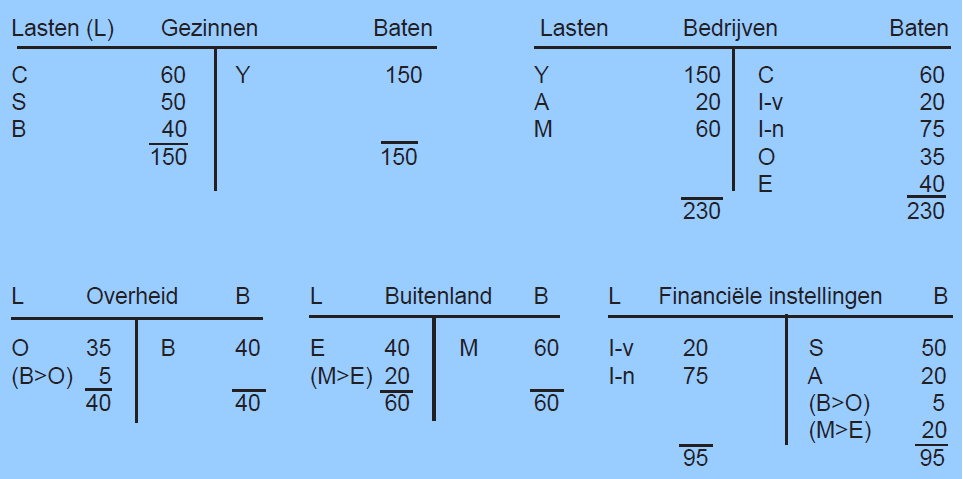 Lasten (L) Gezinnen Baten
C 60 Y 150
S 50
B 40
150 150
Lasten Bedrijven Baten
Y 150 C 60
A 20 I-v 20
M 60 I-n 75
O 35
E 40
230 230
L Overheid B
O 35 B 40
(B>O) 5
40 40
L Buitenland B
E 40 M 60
(M>E) 20
60 60
L Financiële instellingen B
I-v 20 S 50
I-n 75 A 20
(B>O) 5
(M>E) 20
95 95